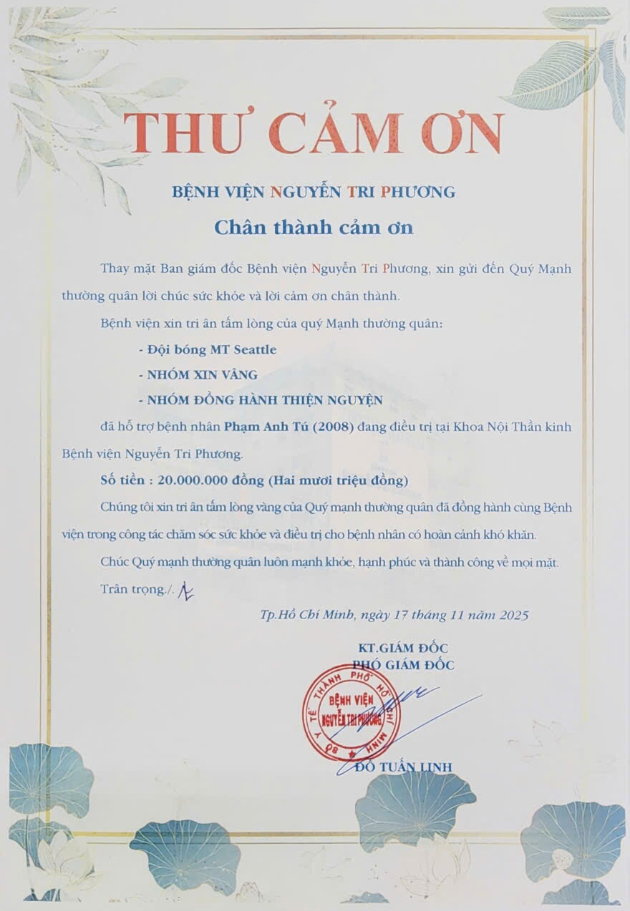 THƯ CẢM ƠN
BỆNH VIỆN NGUYỄN TRI PHƯƠNG
Chân thành cảm ơn
Thay mặt Ban giám đốc Bệnh viện Nguyễn Tri Phương, xin gửi đến Quý Mạnh
thường quân lời chúc sức khỏe và lời cảm ơn chân thành.
Bệnh viện xin tri ân tấm lòng của quý Mạnh thường quân:
- Đội bóng MT Seattle
- NHÓM XIN VÂNG
- NHÓM ĐỒNG HÀNH THIỆN NGUYỆN
đã hỗ trợ bệnh nhân Phạm Anh Tú (2008) đang điều trị tại Khoa Nội Thần kinh
Bệnh viện Nguyễn Tri Phương.
Số tiền : 20.000.000 đồng (Hai mươi triệu đồng)
Chúng tôi xin tri ân tấm lòng vàng của Quý mạnh thường quân đã đồng hành cùng Bệnh
viện trong công tác chăm sóc sức khỏe và điều trị cho bệnh nhân có hoàn cảnh khó khăn.
Chúc Quý mạnh thường quân luôn mạnh khỏe, hạnh phúc và thành công về mọi mặt.
Trân trọng./.
Tp.Hồ Chí Minh, ngày 17 tháng 11 năm 2025
KT.GIÁM ĐỐC
PHÓ GIÁM ĐỐC
SỞ Y TẾ THÀNH PHỐ HỒ CHÍ MINH
BỆNH VIỆN
NGUYỄN TRI PHƯƠNG
ĐỖ TUẤN LINH